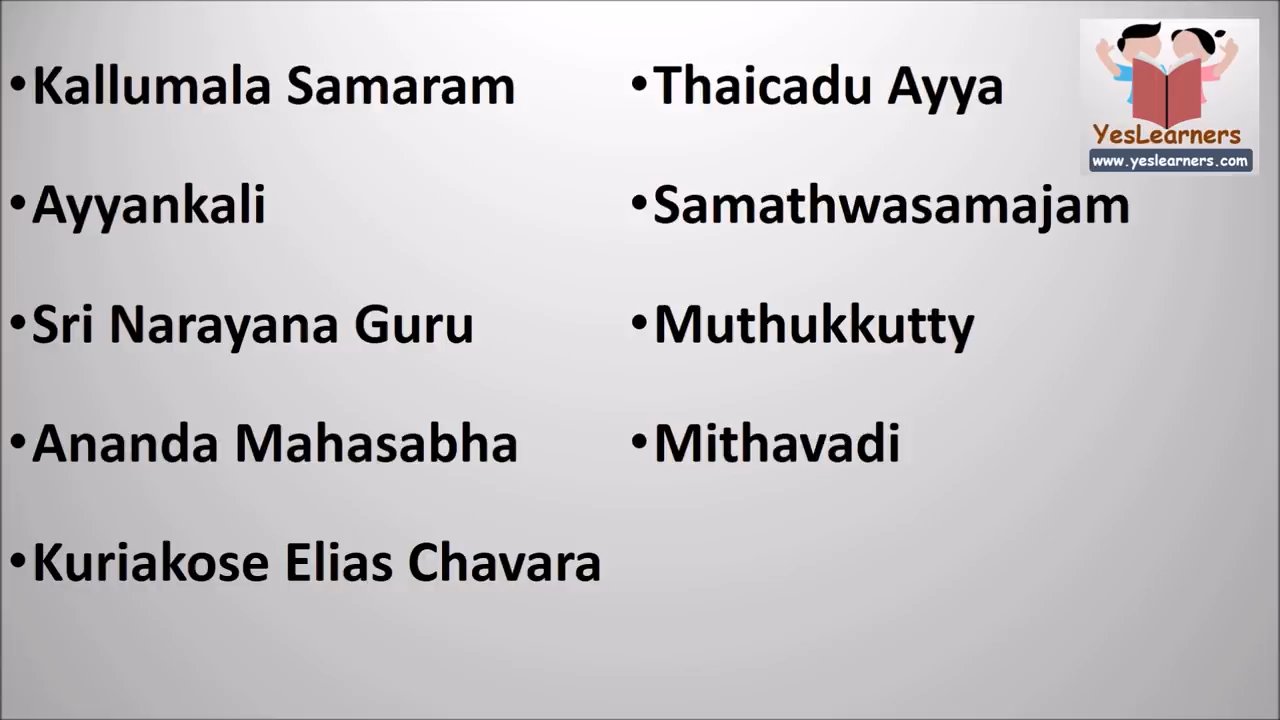 •Kallumala Samaram
•Ayyankali
•Sri Narayana Guru
•Ananda Mahasabha
•Kuriakose Elias Chavara
•Thaicadu Ayya
•Samathwasamajam
•Muthukkutty
•Mithavadi
YesLearners
www.yeslearners.com